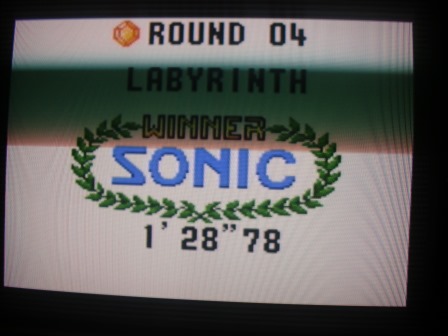 ROUND 04
LABYRINTH
WINNER
SONIC
1'28"78